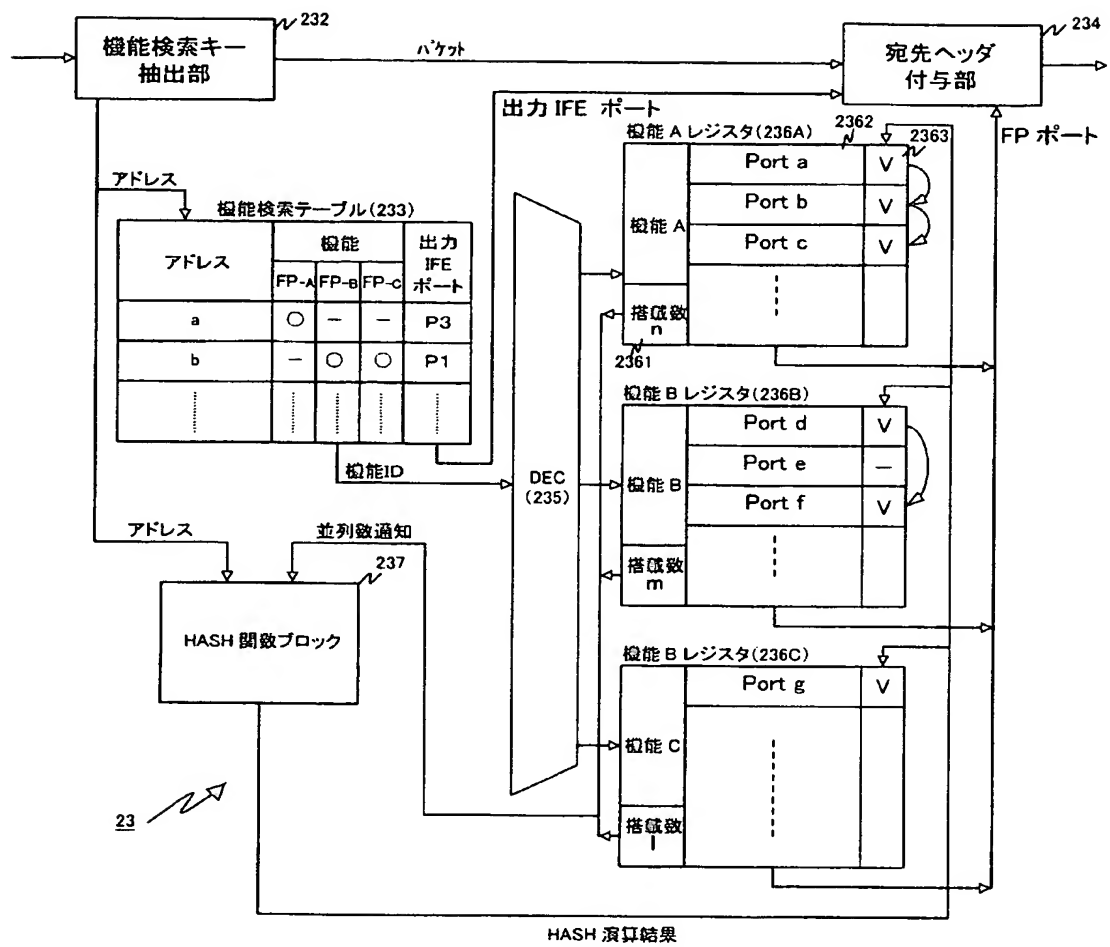 232
機能検索キー
抽出部
パケット
234
宛先ヘッダ
付与部
出力 IFE ポート
FP ポート
アドレス
機能検索テーブル(233)
アドレス
機能
出力
IFE
ポート
FP-A
FP-B
FP-C
a
○
－
－
P3
b
－
○
○
P1
機能ID
DEC
(235)
機能 A レジスタ(236A)
2362
2363
機能 A
Port a
V
Port b
V
Port c
V
搭載数
n
2361
機能 B レジスタ(236B)
機能 B
Port d
V
Port e
－
Port f
V
搭載数
m
機能 B レジスタ(236C)
機能 C
Port g
V
搭載数
l
アドレス
並列数通知
237
HASH 関数ブロック
23
HASH 演算結果